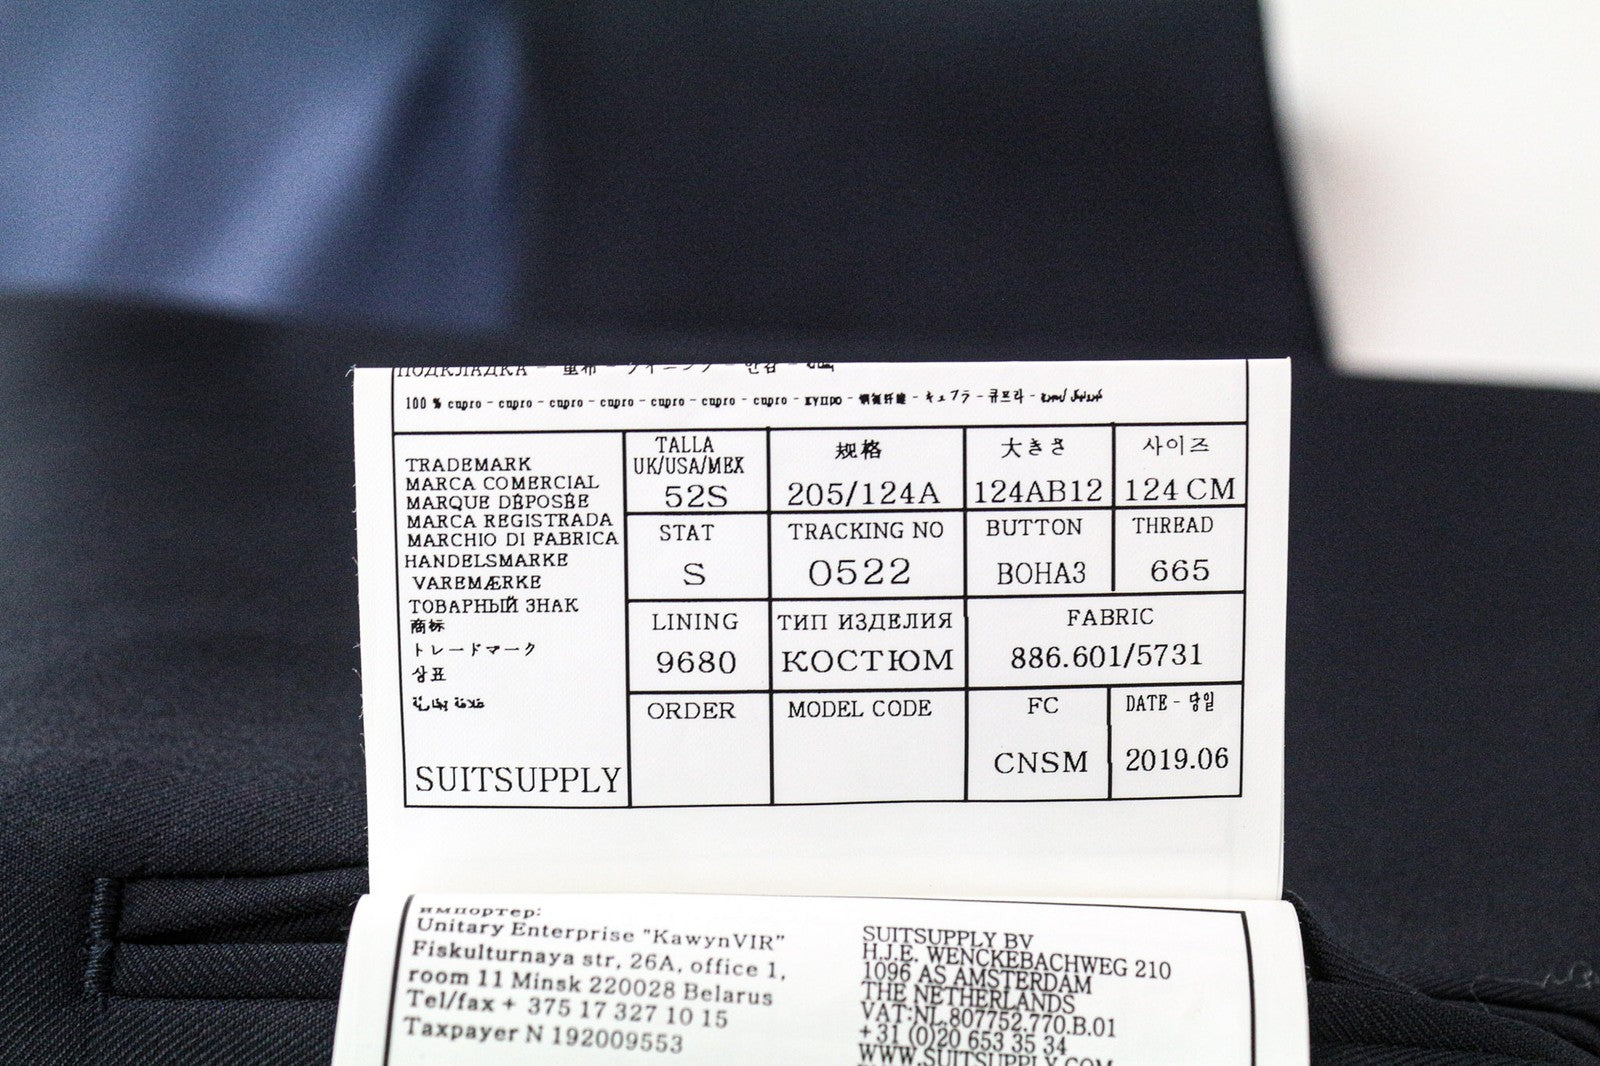 ПОДКЛАДКА
100 % cupro - cupro - cupro - cupro - cupro - cupro - cupro - купро - 铜氨纤维 - キュプラ - 큐프라 -
TRADEMARK
MARCA COMERCIAL
MARQUE DÉPOSÉE
MARCA REGISTRADA
MARCHIO DI FABRICA
HANDELSMARKE
VAREMÆRKE
ТОВАРНЫЙ ЗНАК
商标
トレードマーク
상표
SUITSUPPLY
TALLA
UK/USA/MEX
52S
规格
205/124A
大きさ
124AB12
사이즈
124 CM
STAT
S
TRACKING NO
0522
BUTTON
BOHA3
THREAD
665
LINING
9680
ТИП ИЗДЕЛИЯ
КОСТЮМ
FABRIC
886.601/5731
ORDER
MODEL CODE
FC
CNSM
DATE -
2019.06
импортер:
Unitary Enterprise "KawynVIR"
Fiskulturnaya str, 26A, office 1,
room 11 Minsk 220028 Belarus
Tel/fax + 375 17 327 10 15
Taxpayer N 192009553
SUITSUPPLY BV
H.J.E. WENCKEBACHWEG 210
1096 AS AMSTERDAM
THE NETHERLANDS
VAT:NL.807752.770.B.01
+31 (0)20 653 35 34
WWW.SUITSUPPLY.COM